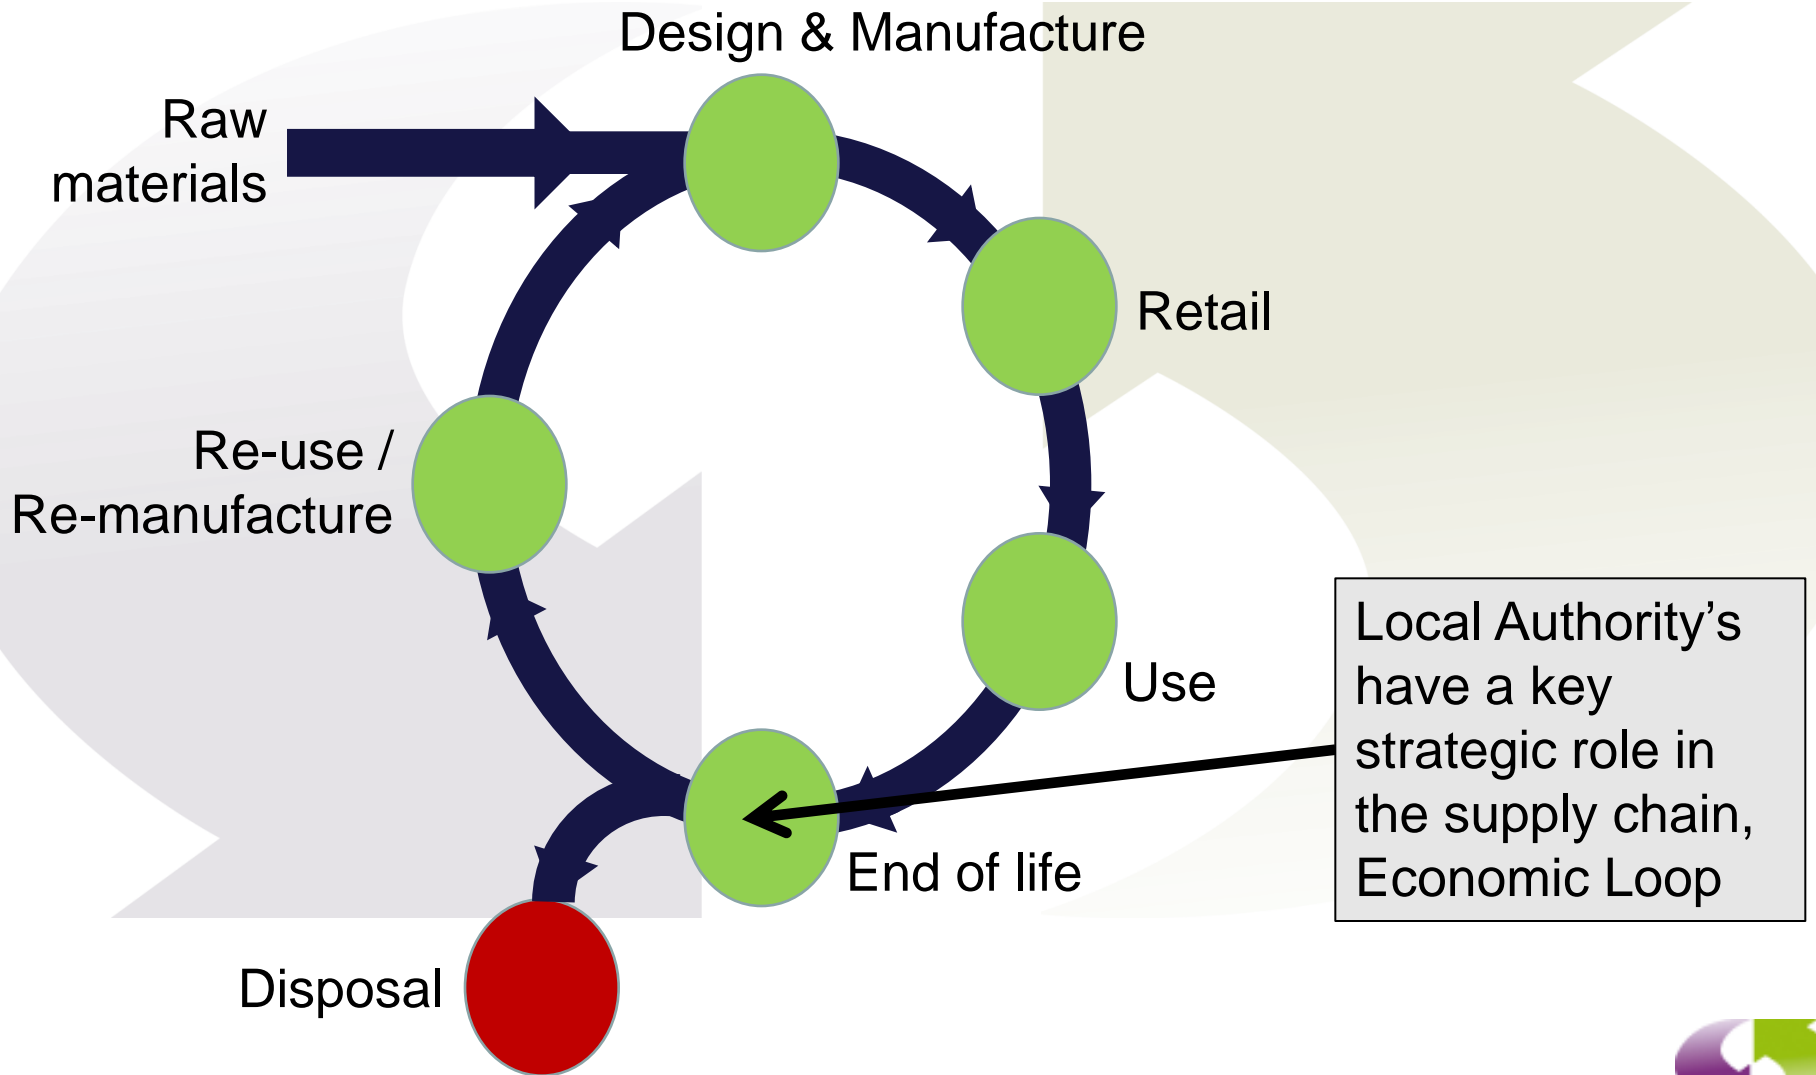 Design & Manufacture
Raw
materials
Retail
Re-use /
Re-manufacture
Use
Local Authority’s
have a key
strategic role in
the supply chain,
Economic Loop
End of life
Disposal